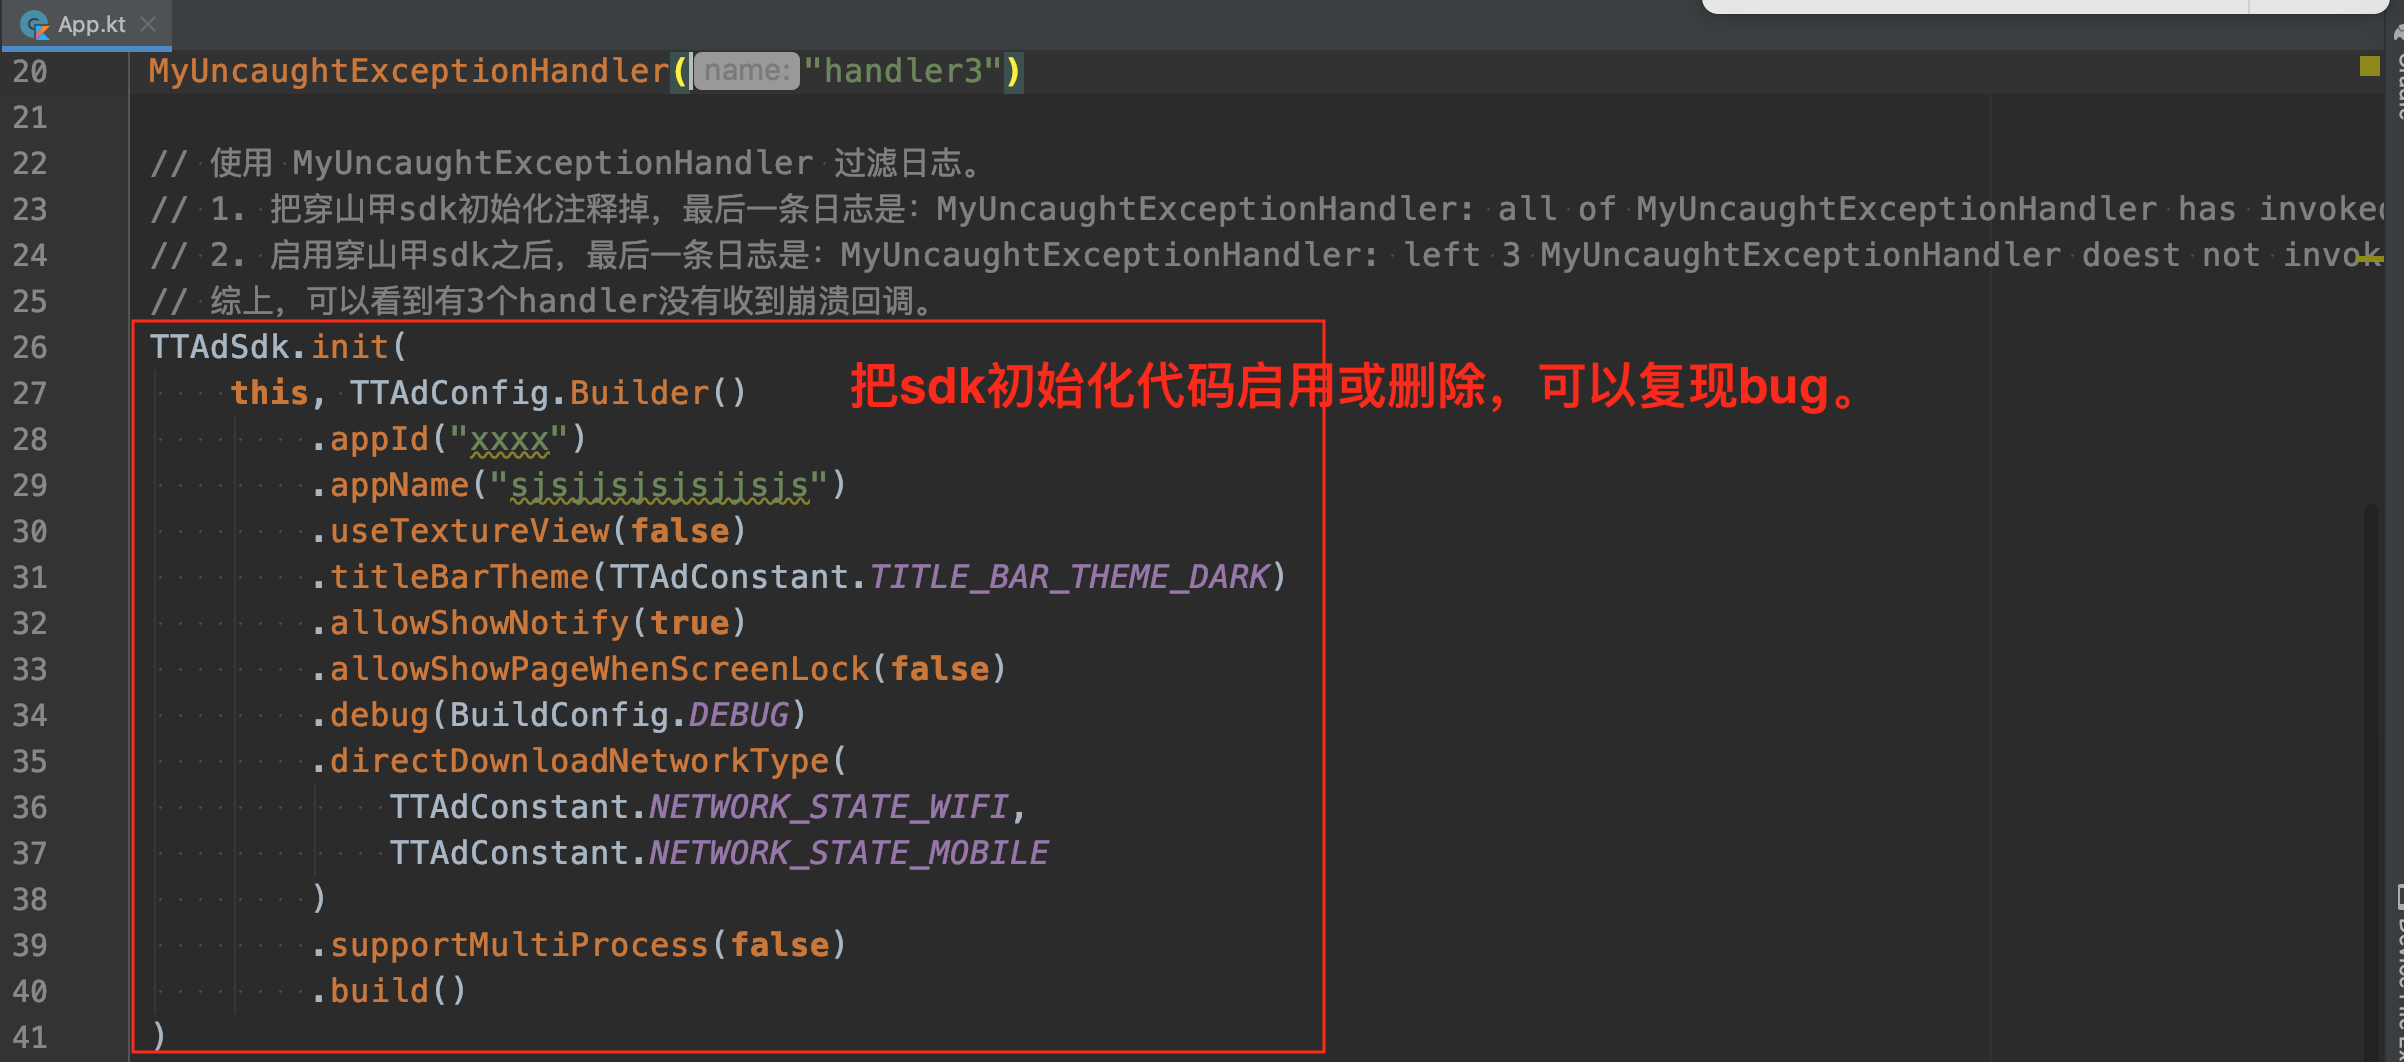 App.kt
20 MyUncaughtExceptionHandler( name: "handler3")
21
22 // 使用 MyUncaughtExceptionHandler 过滤日志。
23 // 1. 把穿山甲sdk初始化注释掉，最后一条日志是：MyUncaughtExceptionHandler: all of MyUncaughtExceptionHandler has invoked
24 // 2. 启用穿山甲sdk之后，最后一条日志是：MyUncaughtExceptionHandler: left 3 MyUncaughtExceptionHandler doest not invok
25 // 综上，可以看到有3个handler没有收到崩溃回调。
26 TTAdSdk.init(
27 this, TTAdConfig.Builder()
把sdk初始化代码启用或删除，可以复现bug。
28 .appId("xxxx")
29 .appName("sjsjjsjsjsjjsjs")
30 .useTextureView(false)
31 .titleBarTheme(TTAdConstant.TITLE_BAR_THEME_DARK)
32 .allowShowNotify(true)
33 .allowShowPageWhenScreenLock(false)
34 .debug(BuildConfig.DEBUG)
35 .directDownloadNetworkType(
36 TTAdConstant.NETWORK_STATE_WIFI,
37 TTAdConstant.NETWORK_STATE_MOBILE
38 )
39 .supportMultiProcess(false)
40 .build()
41 )